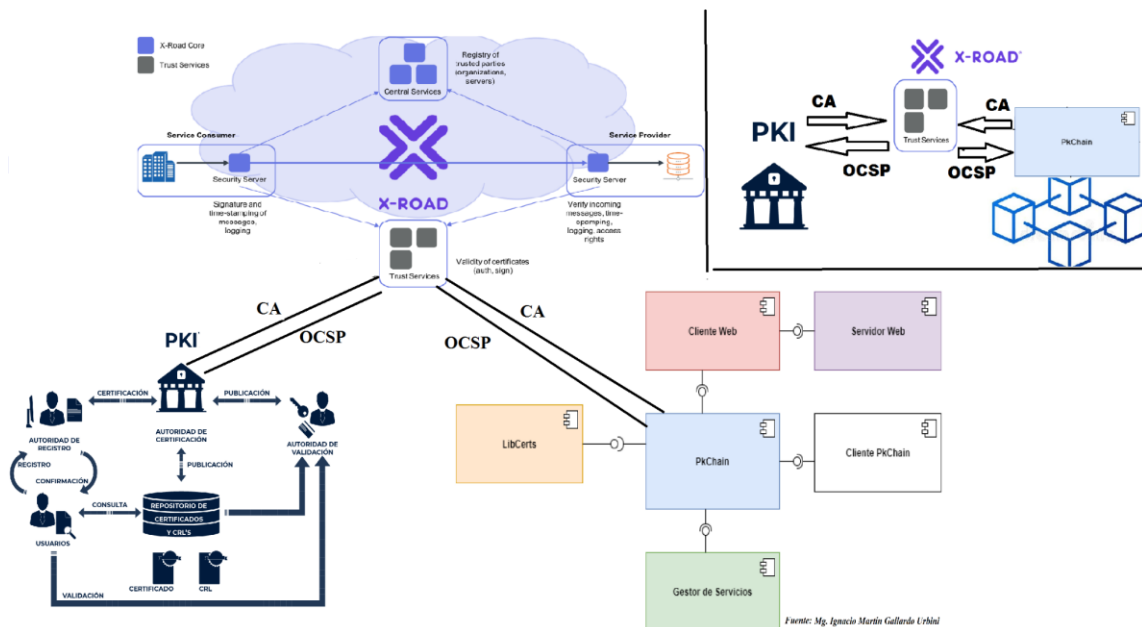 X-Road Core
Trust Services
Registry of
trusted parties
(organizations,
servers)
Central Services
Service Consumer
Service Provider
Security Server
Security Server
X-ROAD
Signature and
time-stamping of
messages,
logging
Verify incoming
messages, time-
stamping,
logging, access
rights
Trust Services
Validity of certificates
(auth, sign)
CA
OCSP
CA
OCSP
X-ROAD
CA
CA
PKI
Trust Services
PkChain
OCSP
OCSP
PKI
CERTIFICACIÓN
PUBLICACIÓN
AUTORIDAD DE
REGISTRO
AUTORIDAD DE
CERTIFICACIÓN
AUTORIDAD DE
VALIDACIÓN
REGISTRO
CONFIRMACIÓN
PUBLICACIÓN
CONSULTA
REPOSITORIO DE
CERTIFICADOS
Y CRL'S
USUARIOS
CERTIFICADO
CRL
VALIDACIÓN
Cliente Web
Servidor Web
LibCerts
PkChain
Cliente PkChain
Gestor de Servicios
Fuente: Mg. Ignacio Martín Gallardo Urbini